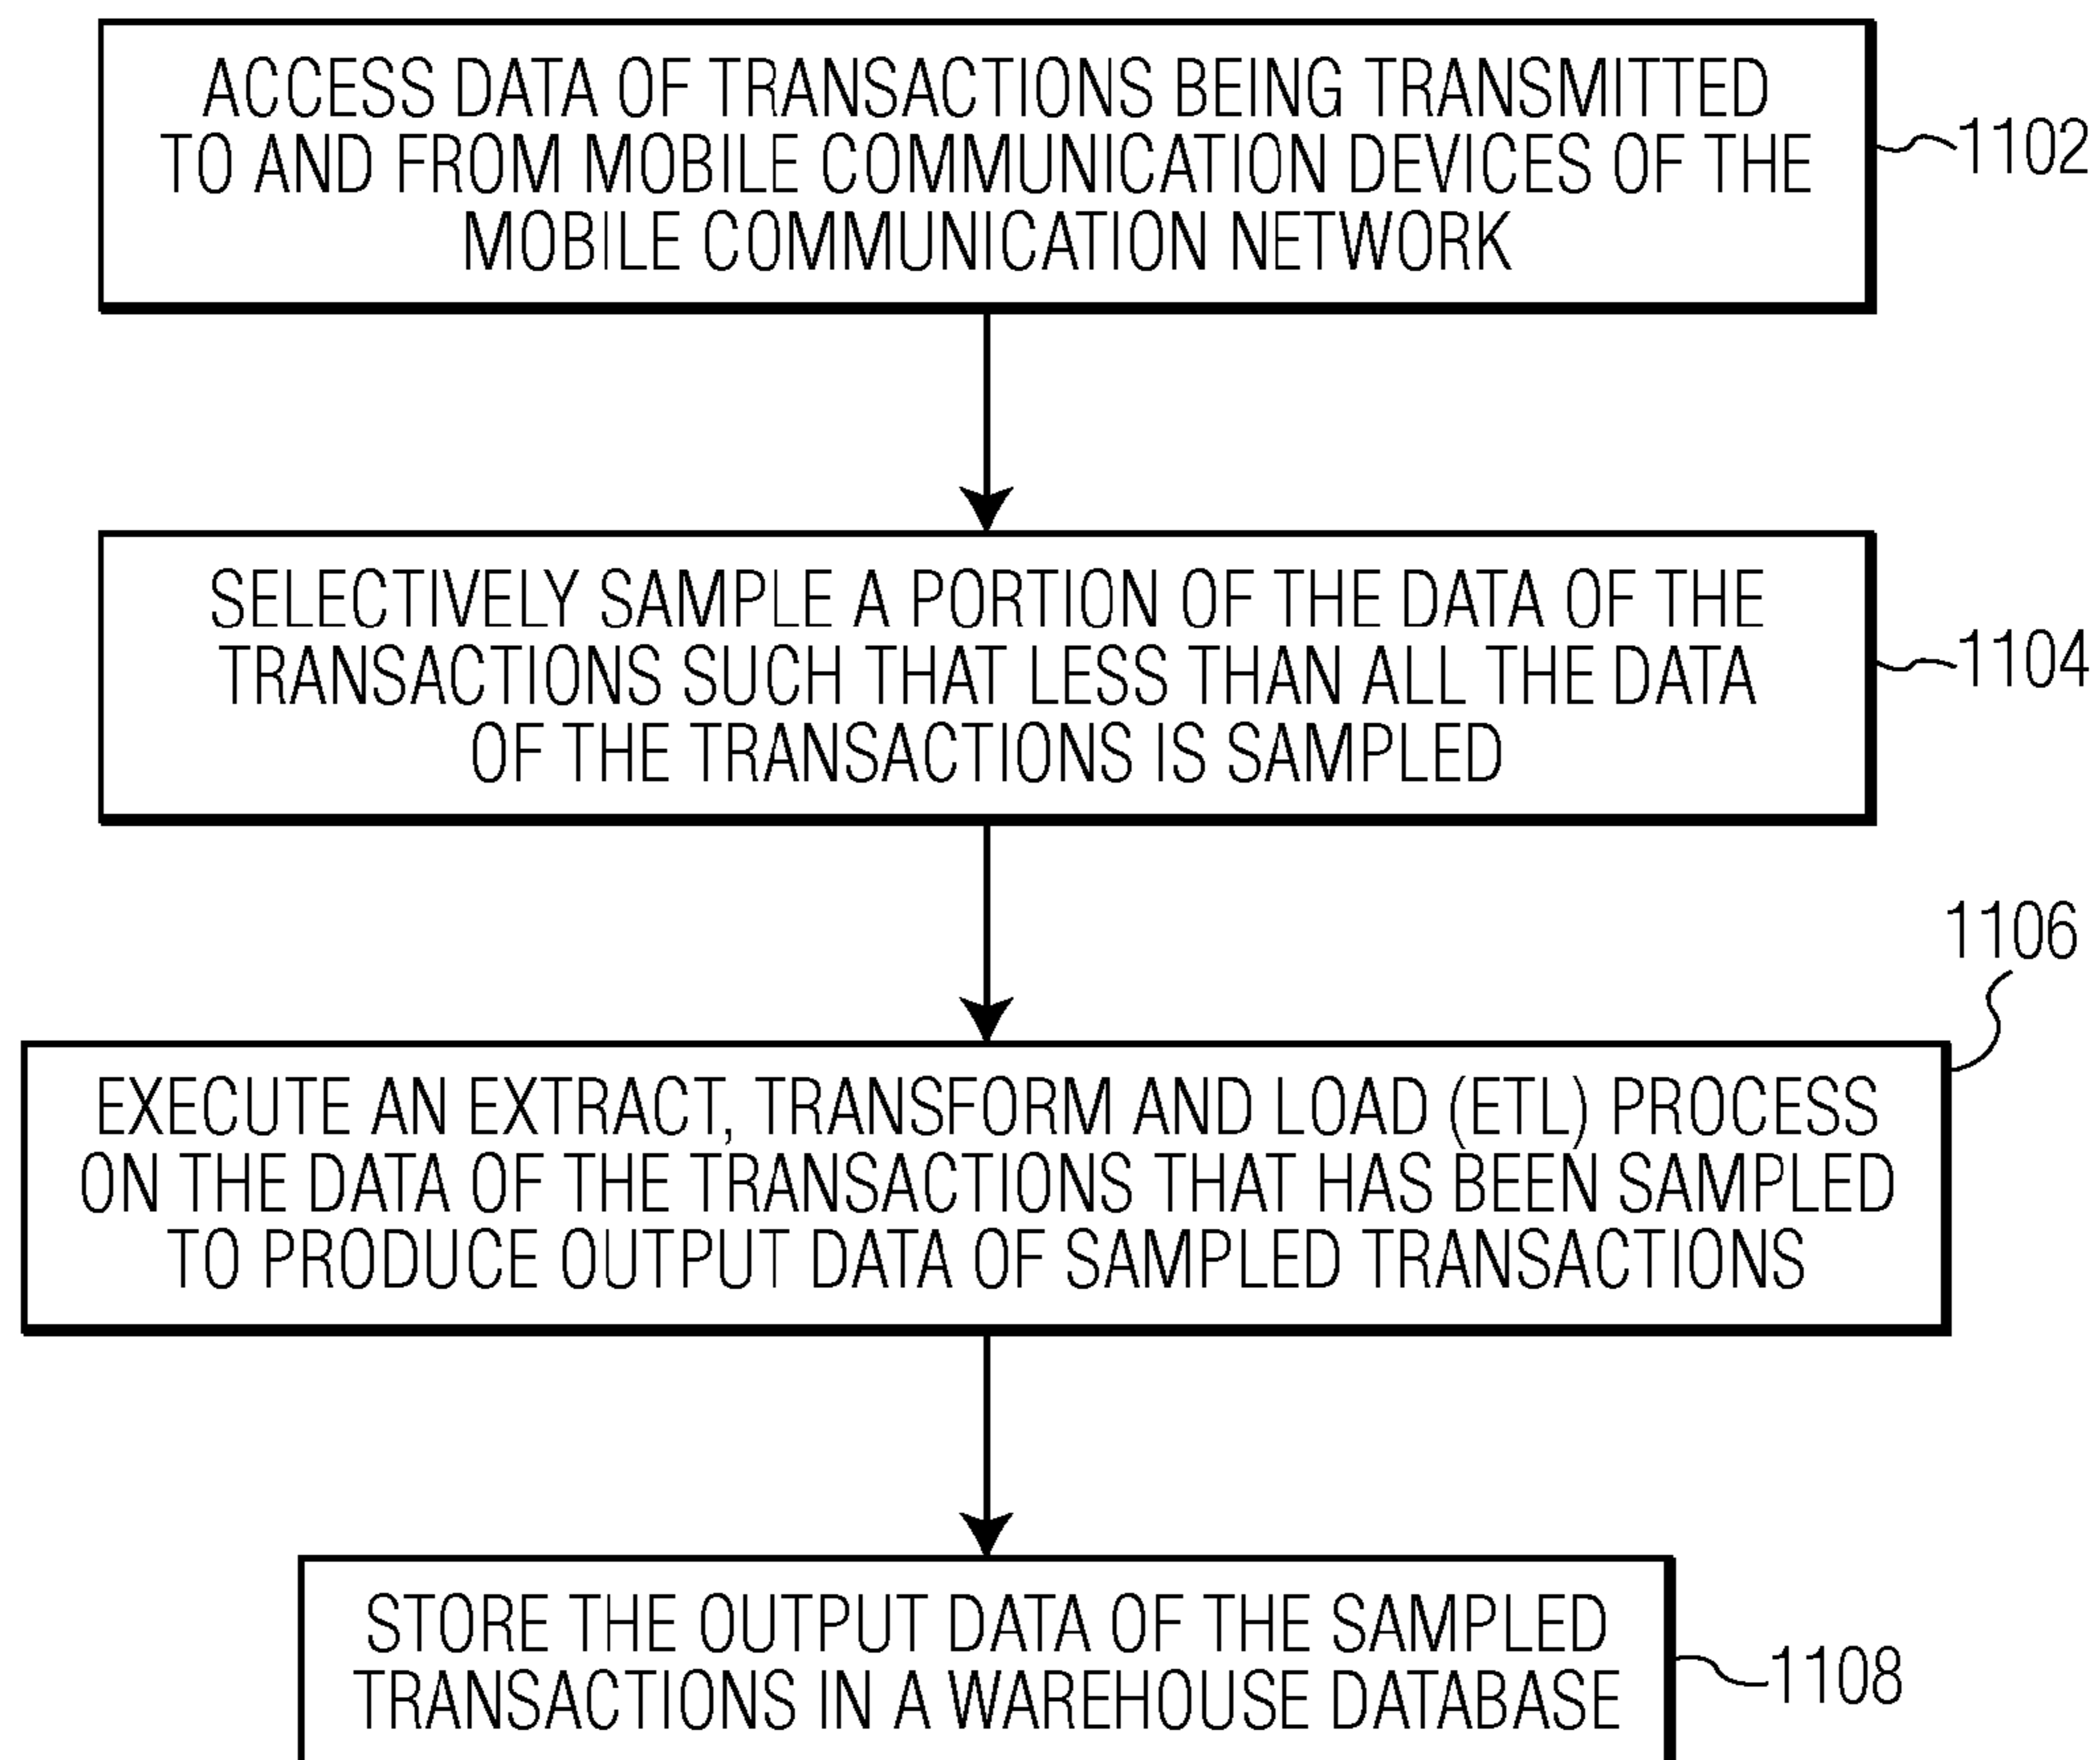 ACCESS DATA OF TRANSACTIONS BEING TRANSMITTED
TO AND FROM MOBILE COMMUNICATION DEVICES OF THE
MOBILE COMMUNICATION NETWORK
1102
SELECTIVELY SAMPLE A PORTION OF THE DATA OF THE
TRANSACTIONS SUCH THAT LESS THAN ALL THE DATA
OF THE TRANSACTIONS IS SAMPLED
1104
1106
EXECUTE AN EXTRACT, TRANSFORM AND LOAD (ETL) PROCESS
ON THE DATA OF THE TRANSACTIONS THAT HAS BEEN SAMPLED
TO PRODUCE OUTPUT DATA OF SAMPLED TRANSACTIONS
STORE THE OUTPUT DATA OF THE SAMPLED
TRANSACTIONS IN A WAREHOUSE DATABASE
1108